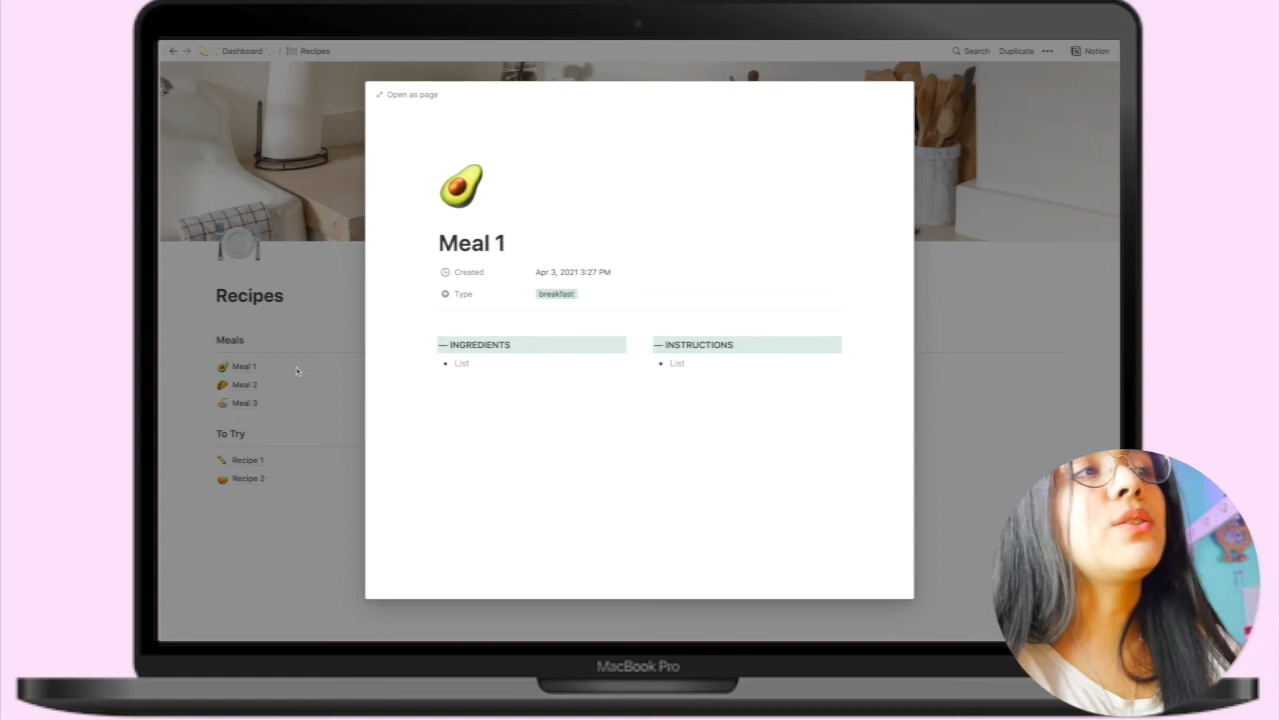 Dashboard / Recipes
Search Duplicate ••• Notion
Open as page
Meal 1
Created Apr 3, 2021 3:27 PM
Type breakfast
— INGREDIENTS
• List
— INSTRUCTIONS
• List
Recipes
Meals
Meal 1
Meal 2
Meal 3
To Try
Recipe 1
Recipe 2
MacBook Pro